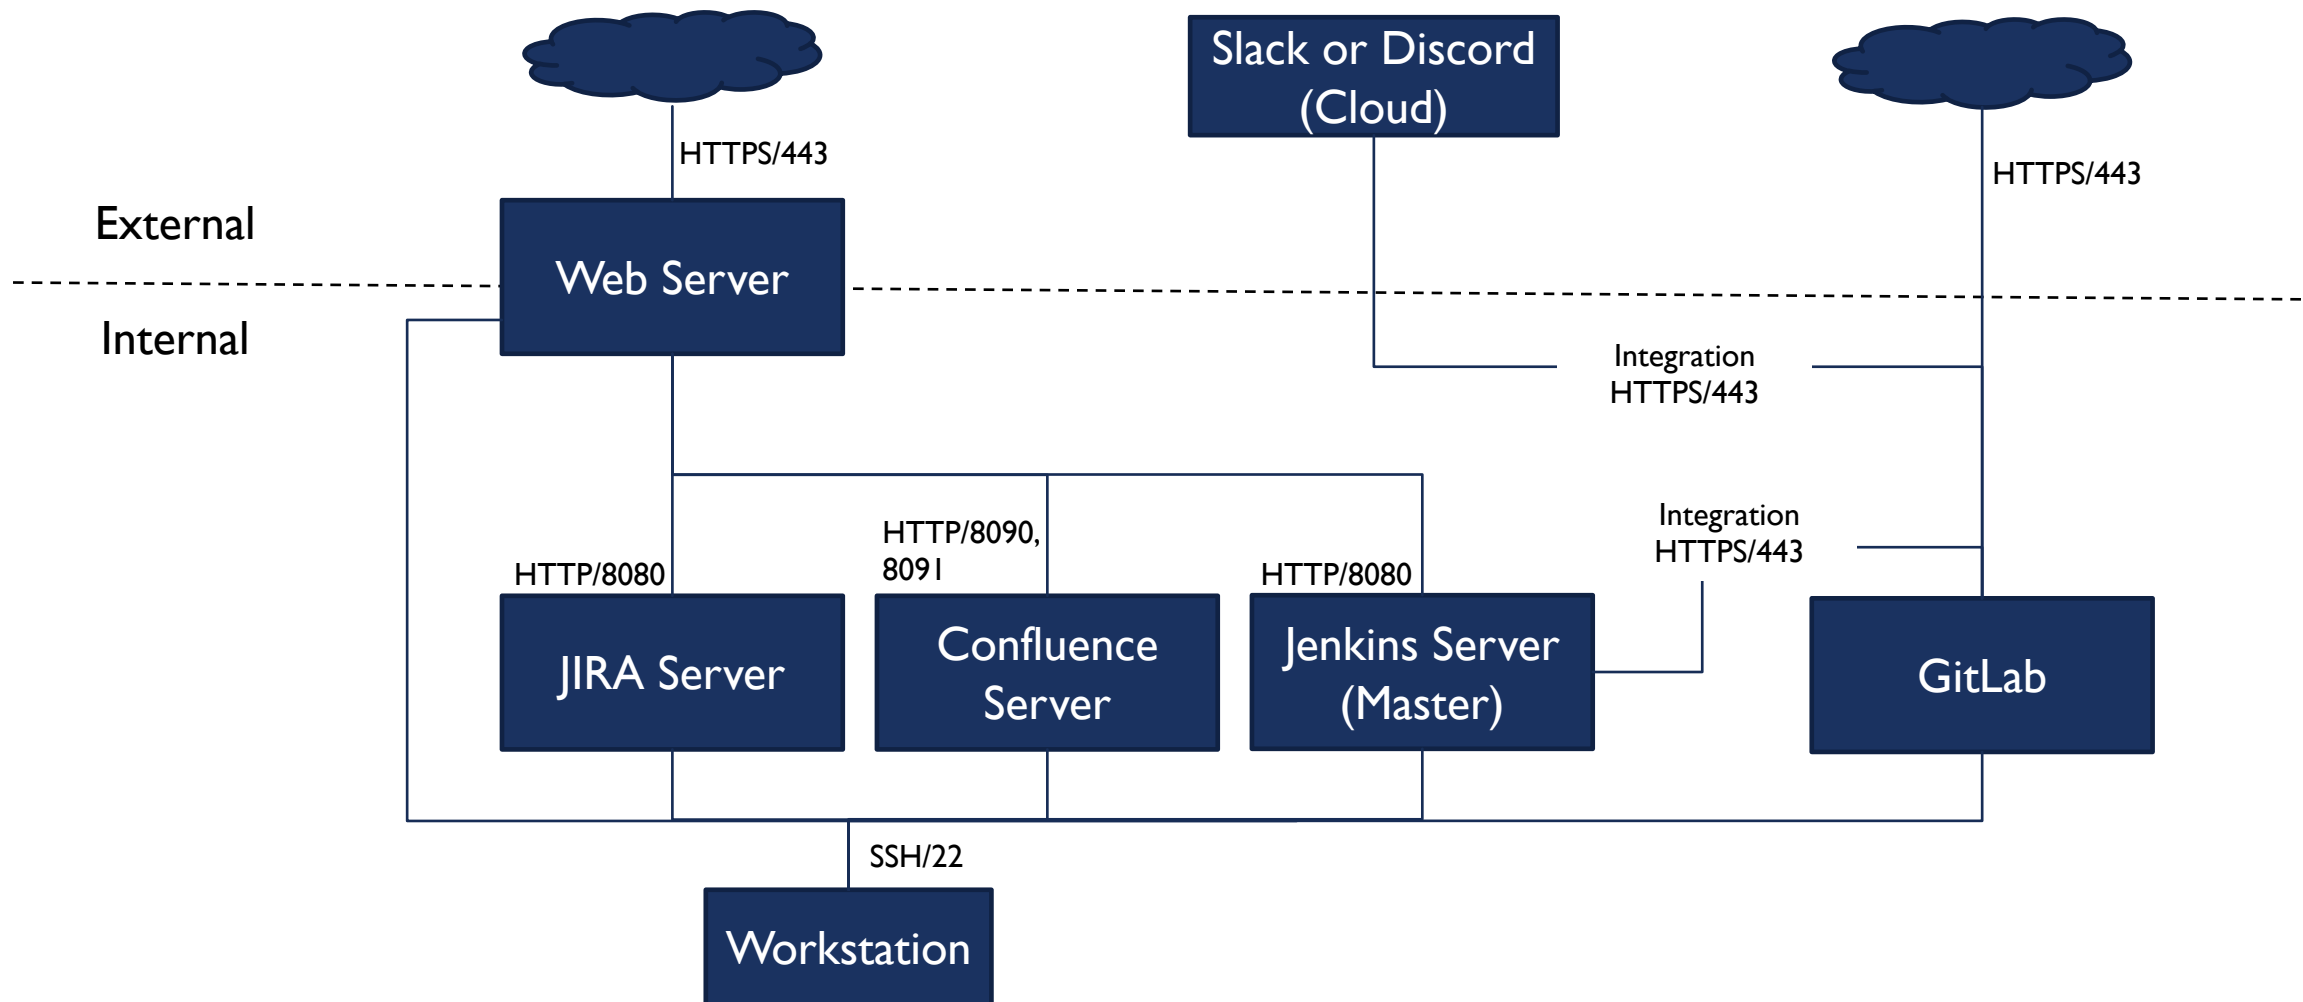 Slack or Discord
(Cloud)
HTTPS/443
HTTPS/443
External
Web Server
Internal
Integration
HTTPS/443
Integration
HTTPS/443
HTTP/8090,
8091
HTTP/8080
HTTP/8080
JIRA Server
Confluence
Server
Jenkins Server
(Master)
GitLab
SSH/22
Workstation